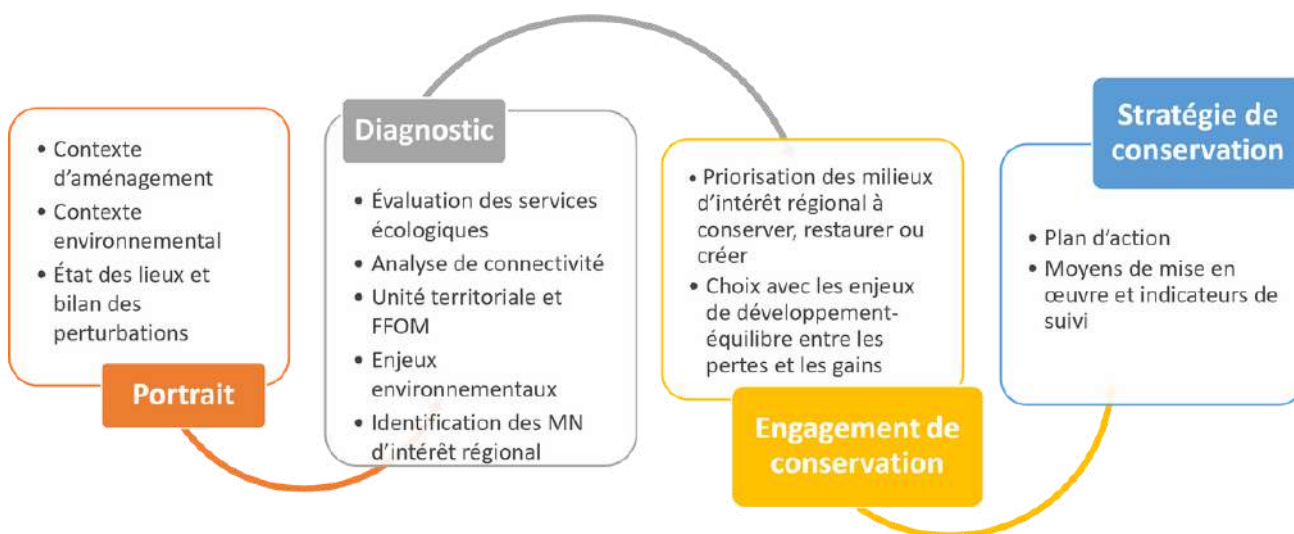 • Contexte
d'aménagement
• Contexte
environnemental
• État des lieux et
bilan des
perturbations
Portrait
Diagnostic
• Évaluation des services
écologiques
• Analyse de connectivité
• Unité territoriale et
FFOM
• Enjeux
environnementaux
• Identification des MN
d'intérêt régional
• Priorisation des milieux
d'intérêt régional à
conserver, restaurer ou
créer
• Choix avec les enjeux
de développement-
équilibre entre les
pertes et les gains
Engagement de
conservation
Stratégie de
conservation
• Plan d'action
• Moyens de mise en
œuvre et indicateurs de
suivi